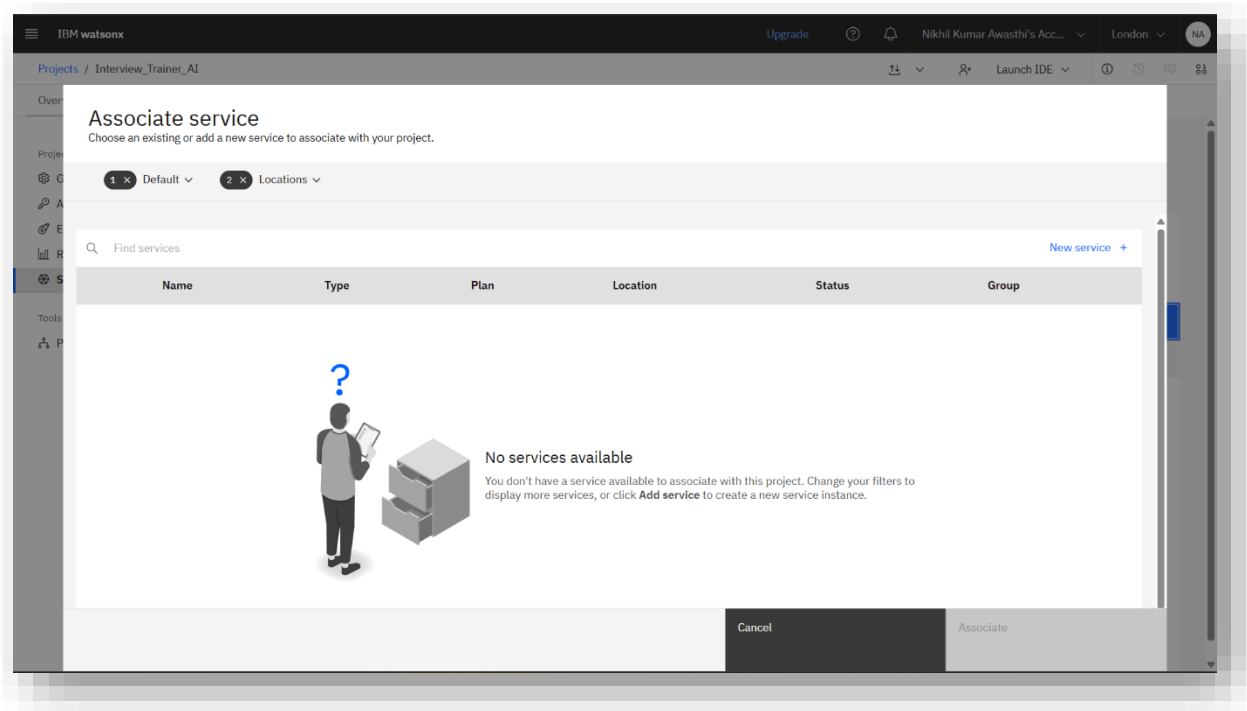 IBM watsonx
Upgrade
Nikhil Kumar Awasthi's Acc...
London
NA
Projects / Interview_Trainer_AI
Launch IDE
Over
Associate service
Choose an existing or add a new service to associate with your project.
1 × Default
2 × Locations
Projec
G
A
E
R
S
Tools
P
Find services
New service +
Name Type Plan Location Status Group
?
No services available
You don't have a service available to associate with this project. Change your filters to
display more services, or click Add service to create a new service instance.
Cancel
Associate